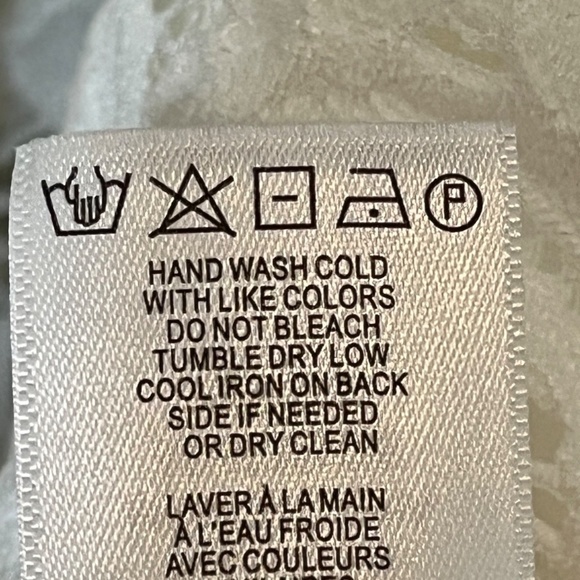 P
HAND WASH COLD
WITH LIKE COLORS
DO NOT BLEACH
TUMBLE DRY LOW
COOL IRON ON BACK
SIDE IF NEEDED
OR DRY CLEAN
LAVER À LA MAIN
À L'EAU FROIDE
AVEC COULEURS